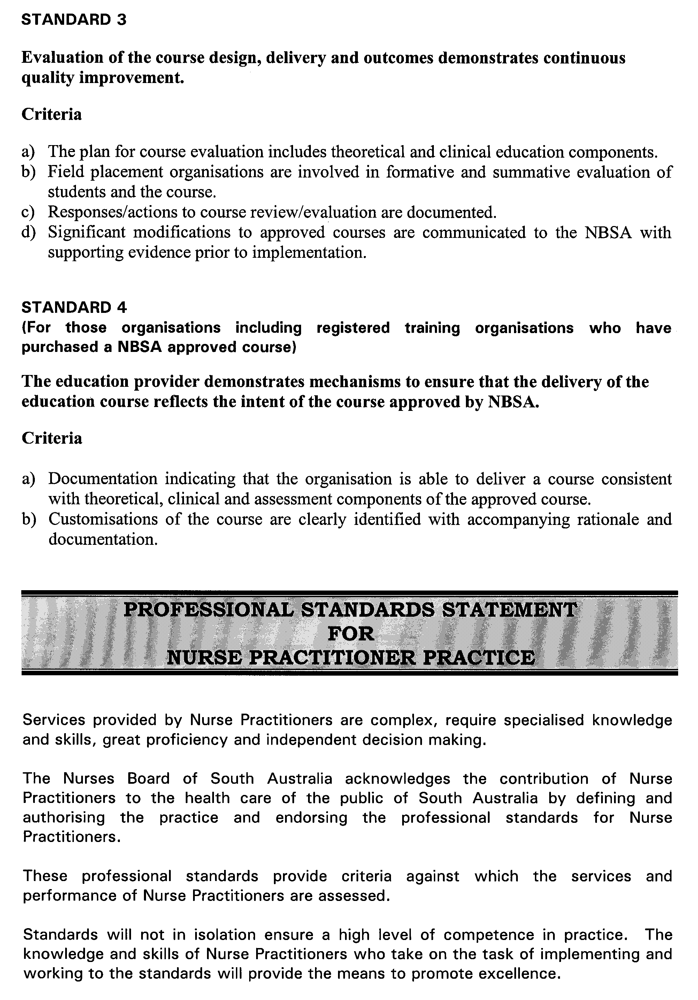 STANDARD 3
Evaluation of the course design, delivery and outcomes demonstrates continuous
quality improvement.
Criteria
a) The plan for course evaluation includes theoretical and clinical education components.
b) Field placement organisations are involved in formative and summative evaluation of
students and the course.
c) Responses/actions to course review/evaluation are documented.
d) Significant modifications to approved courses are communicated to the NBSA with
supporting evidence prior to implementation.
STANDARD 4
(For those organisations including registered training organisations who have
purchased a NBSA approved course)
The education provider demonstrates mechanisms to ensure that the delivery of the
education course reflects the intent of the course approved by NBSA.
Criteria
a) Documentation indicating that the organisation is able to deliver a course consistent
with theoretical, clinical and assessment components of the approved course.
b) Customisations of the course are clearly identified with accompanying rationale and
documentation.
PROFESSIONAL STANDARDS STATEMENT
FOR
NURSE PRACTITIONER PRACTICE
Services provided by Nurse Practitioners are complex, require specialised knowledge
and skills, great proficiency and independent decision making.
The Nurses Board of South Australia acknowledges the contribution of Nurse
Practitioners to the health care of the public of South Australia by defining and
authorising the practice and endorsing the professional standards for Nurse
Practitioners.
These professional standards provide criteria against which the services and
performance of Nurse Practitioners are assessed.
Standards will not in isolation ensure a high level of competence in practice. The
knowledge and skills of Nurse Practitioners who take on the task of implementing and
working to the standards will provide the means to promote excellence.